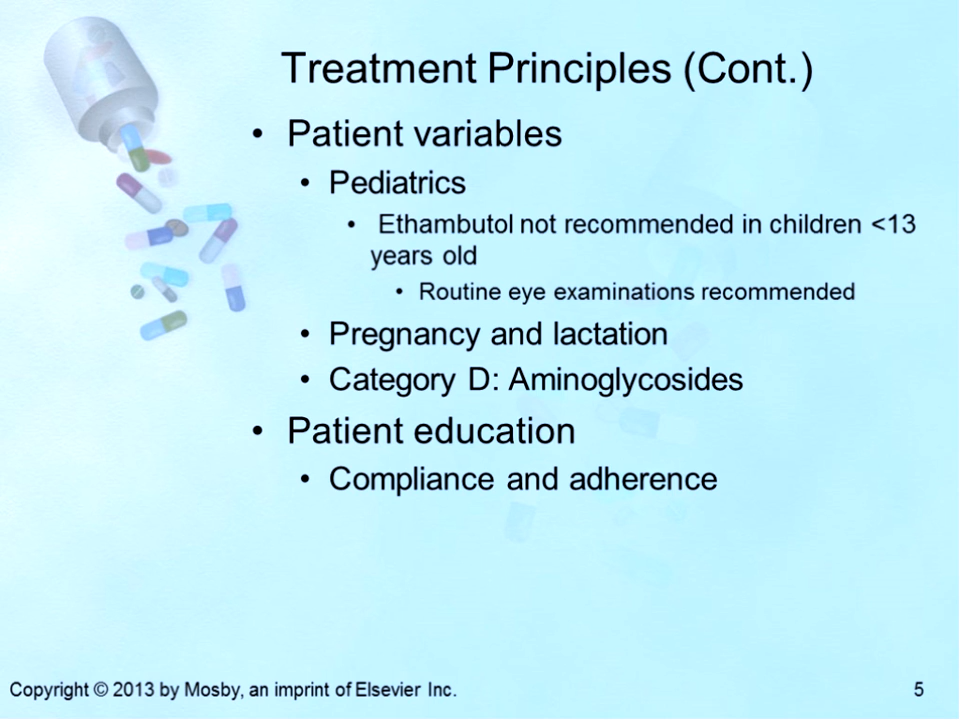 Treatment Principles (Cont.)
• Patient variables
• Pediatrics
• Ethambutol not recommended in children <13
years old
• Routine eye examinations recommended
• Pregnancy and lactation
• Category D: Aminoglycosides
• Patient education
• Compliance and adherence
Copyright © 2013 by Mosby, an imprint of Elsevier Inc.
5